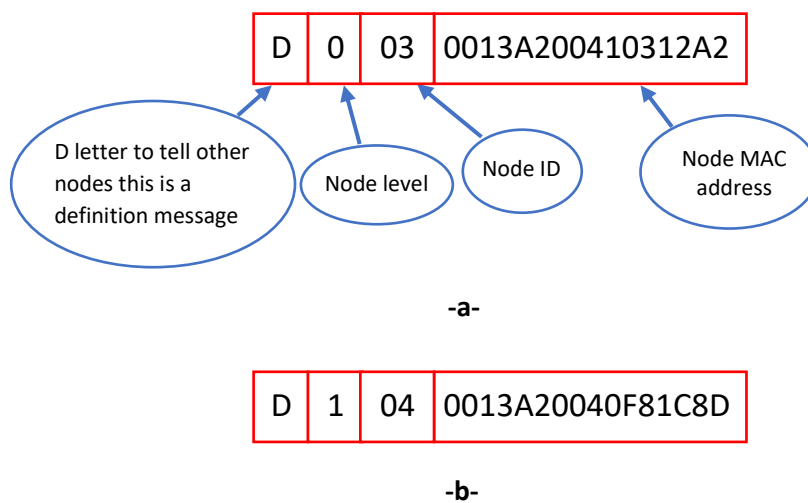 D 0 03 0013A200410312A2
D letter to tell other
nodes this is a
definition message
Node level
Node ID
Node MAC
address
-a-
D 1 04 0013A20040F81C8D
-b-